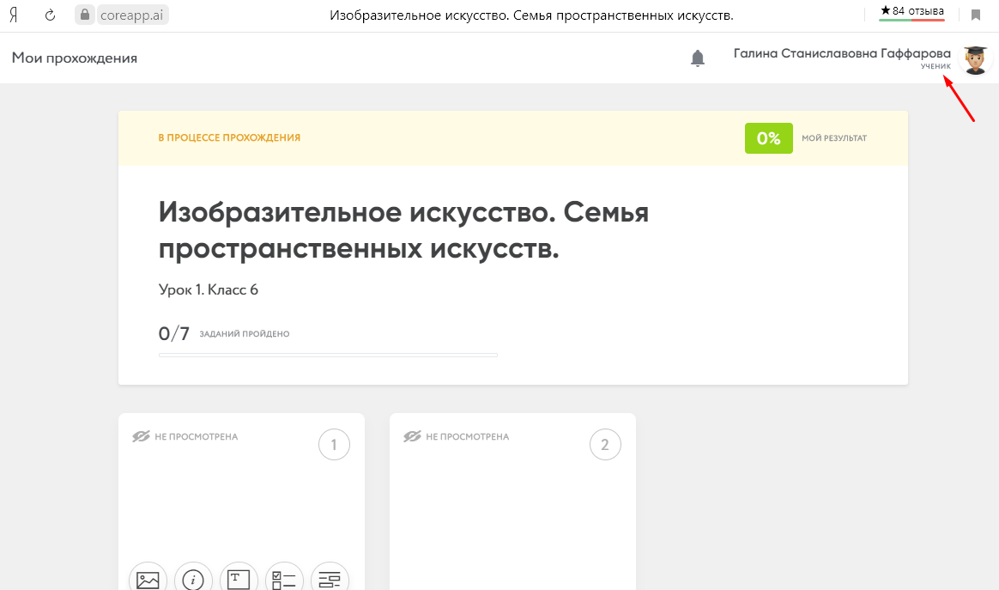 coreapp.ai
Изобразительное искусство. Семья пространственных искусств.
★84 отзыва
Мои прохождения
Галина Станиславовна Гаффарова
УЧЕНИК
В ПРОЦЕССЕ ПРОХОЖДЕНИЯ
0%
МОЙ РЕЗУЛЬТАТ
Изобразительное искусство. Семья
пространственных искусств.
Урок 1. Класс 6
0/7 ЗАДАНИЙ ПРОЙДЕНО
НЕ ПРОСМОТРЕНА
1
НЕ ПРОСМОТРЕНА
2